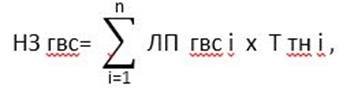 n
НЗ гвс= ∑ ЛП гвс i х Т тн i ,
i=1